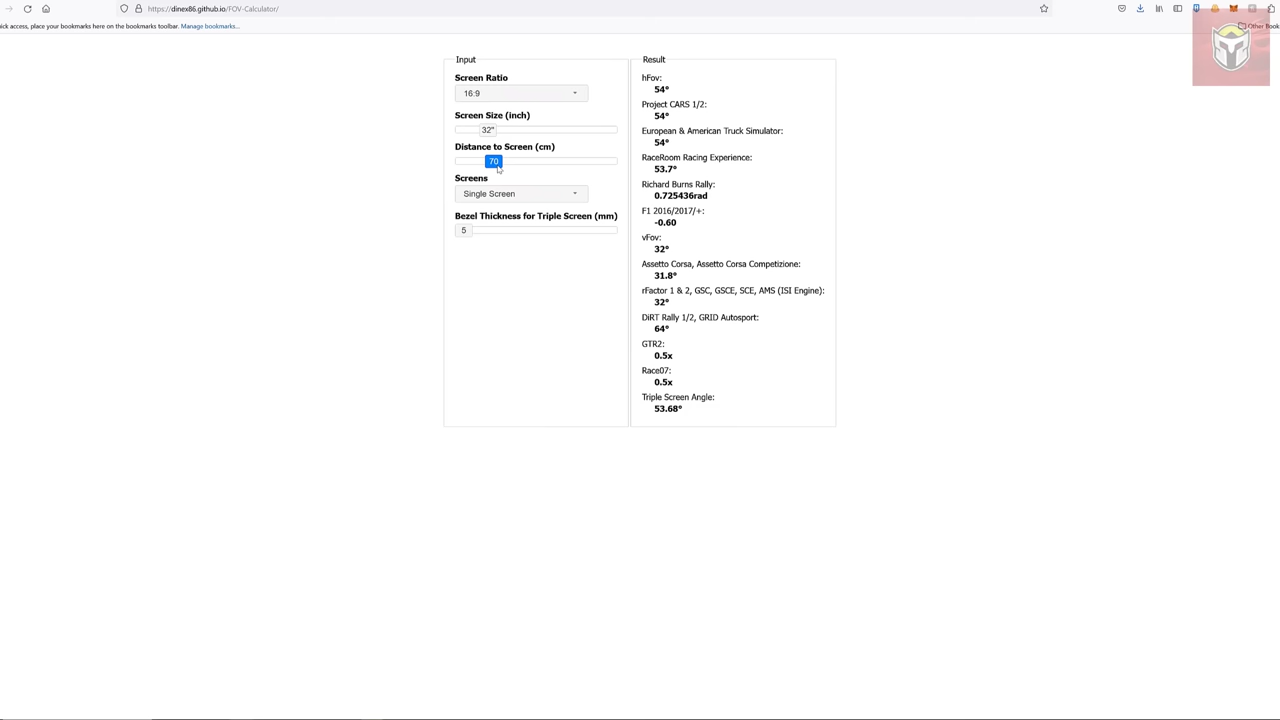 https://dinex86.github.io/FOV-Calculator/
ick access, place your bookmarks here on the bookmarks toolbar. Manage bookmarks...
Other Book
Input
Screen Ratio
16:9
Screen Size (inch)
32"
Distance to Screen (cm)
70
Screens
Single Screen
Bezel Thickness for Triple Screen (mm)
5
Result
hFov:
54°
Project CARS 1/2:
54°
European & American Truck Simulator:
54°
RaceRoom Racing Experience:
53.7°
Richard Burns Rally:
0.725436rad
F1 2016/2017/+:
-0.60
vFov:
32°
Assetto Corsa, Assetto Corsa Competizione:
31.8°
rFactor 1 & 2, GSC, GSCE, SCE, AMS (ISI Engine):
32°
DiRT Rally 1/2, GRID Autosport:
64°
GTR2:
0.5x
Race07:
0.5x
Triple Screen Angle:
53.68°